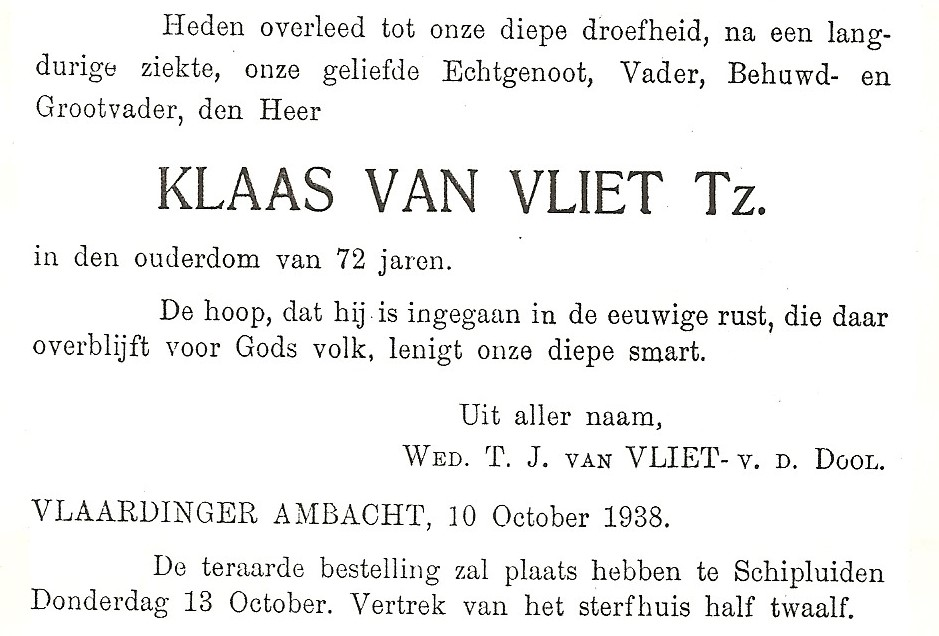 Heden overleed tot onze diepe droefheid, na een lang-
durige ziekte, onze geliefde Echtgenoot, Vader, Behuwd- en
Grootvader, den Heer
KLAAS VAN VLIET Tz.
in den ouderdom van 72 jaren.
De hoop, dat hij is ingegaan in de eeuwige rust, die daar
overblijft voor Gods volk, lenigt onze diepe smart.
Uit aller naam,
WED. T. J. VAN VLIET- V. D. DOOL.
VLAARDINGER AMBACHT, 10 October 1938.
De teraarde bestelling zal plaats hebben te Schipluiden
Donderdag 13 October. Vertrek van het sterfhuis half twaalf.